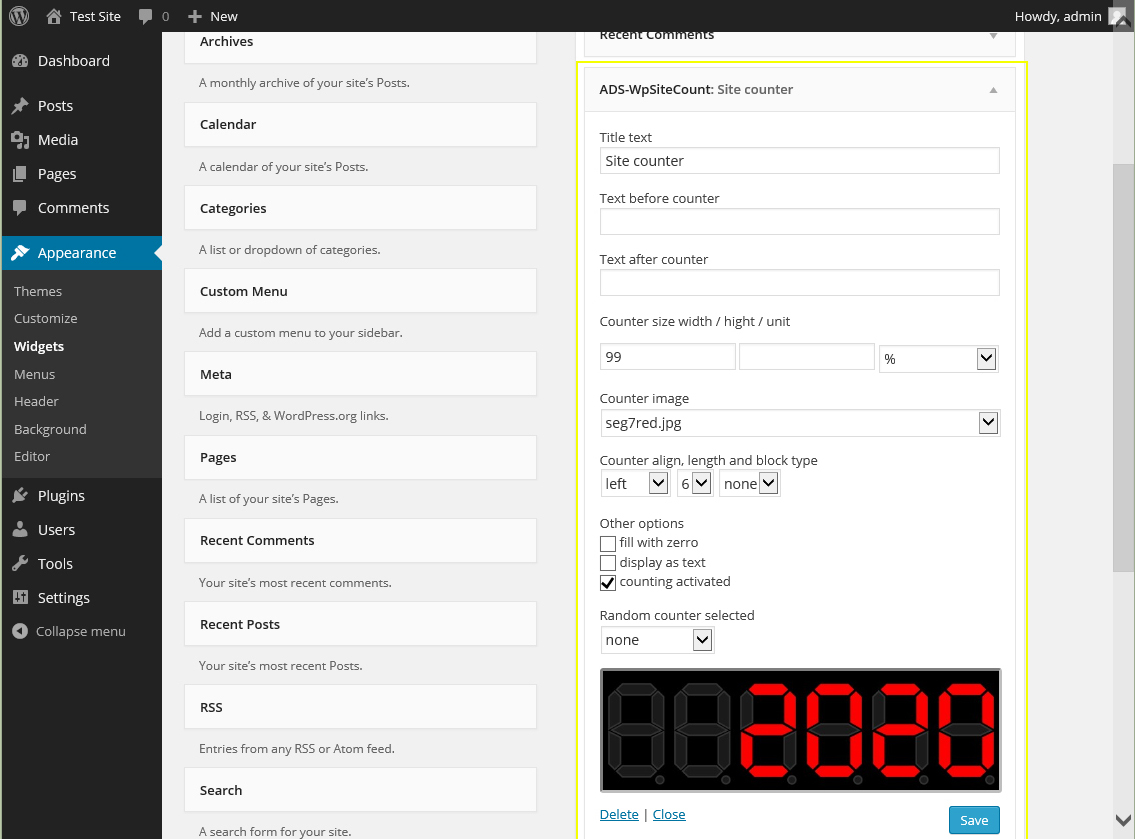 Test Site 0 New Howdy, admin
Dashboard
Posts
Media
Pages
Comments
Appearance
Themes
Customize
Widgets
Menus
Header
Background
Editor
Plugins
Users
Tools
Settings
Collapse menu
Archives
A monthly archive of your site's Posts.
Calendar
A calendar of your site's Posts.
Categories
A list or dropdown of categories.
Custom Menu
Add a custom menu to your sidebar.
Meta
Login, RSS, & WordPress.org links.
Pages
A list of your site's Pages.
Recent Comments
Your site's most recent comments.
Recent Posts
Your site's most recent Posts.
RSS
Entries from any RSS or Atom feed.
Search
A search form for your site.
Recent Comments
ADS-WpSiteCount: Site counter
Title text
Site counter
Text before counter
Text after counter
Counter size width / hight / unit
99 %
Counter image
seg7red.jpg
Counter align, length and block type
left 6 none
Other options
fill with zerro
display as text
counting activated
Random counter selected
none
2020
Delete | Close Save